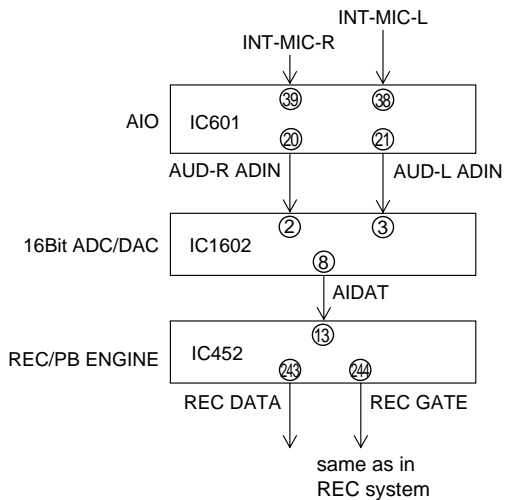 INT-MIC-L
INT-MIC-R
39
38
AIO
IC601
20
21
AUD-R ADIN
AUD-L ADIN
2
3
16Bit ADC/DAC
IC1602
8
AIDAT
13
REC/PB ENGINE
IC452
243
244
REC DATA
REC GATE
same as in
REC system